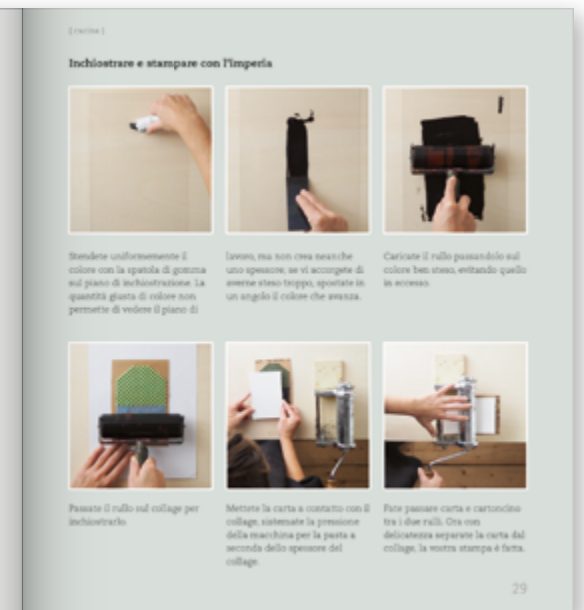 [ cucina ]
Inchiostrare e stampare con l'Imperia
Stendete uniformemente il
colore con la spatola di gomma
sul piano di inchiostrazione. La
quantità giusta di colore non
permette di vedere il piano di
lavoro, ma non crea neanche
uno spessore; se vi accorgete di
averne steso troppo, spostate in
un angolo il colore che avanza.
Caricate il rullo passandolo sul
colore ben steso, evitando quello
in eccesso.
Passate il rullo sul collage per
inchiostrarlo.
Mettete la carta a contatto con il
collage, sistemate la pressione
della macchina per la pasta a
seconda dello spessore del
collage.
Fate passare carta e cartoncino
tra i due rulli. Ora con
delicatezza separate la carta dal
collage, la vostra stampa è fatta.
29